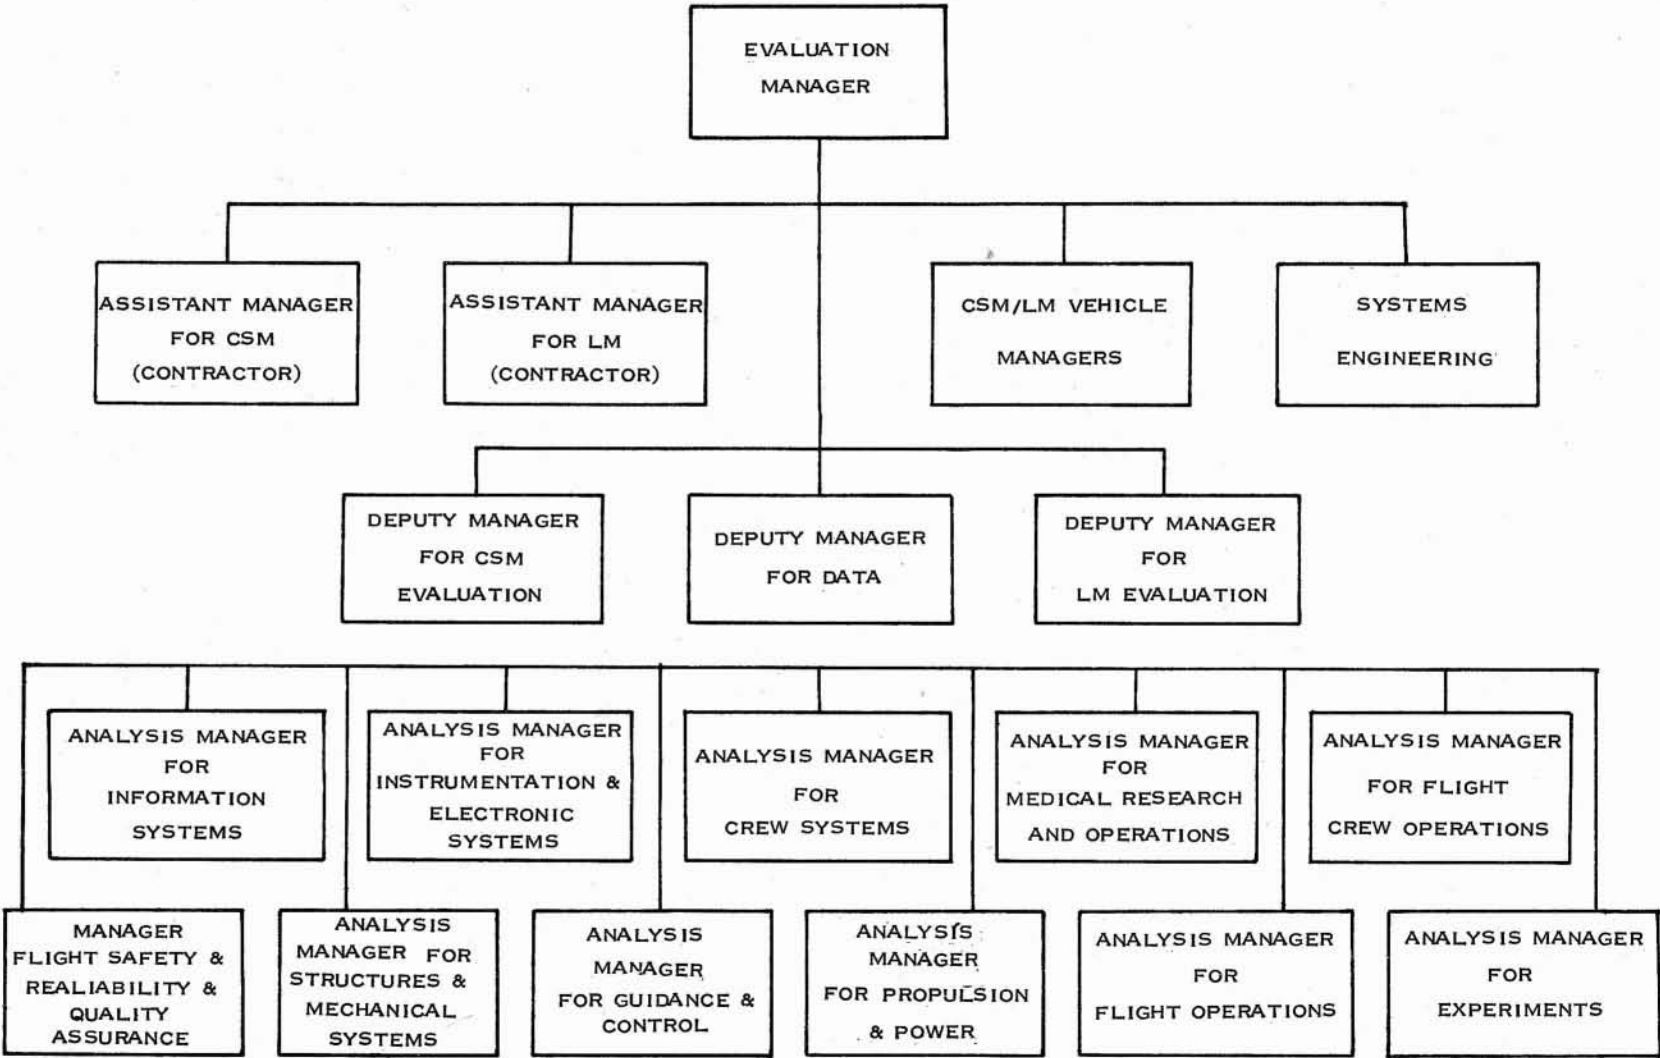 EVALUATION
MANAGER
ASSISTANT MANAGER
FOR CSM
(CONTRACTOR)
ASSISTANT MANAGER
FOR LM
(CONTRACTOR)
CSM/LM VEHICLE
MANAGERS
SYSTEMS
ENGINEERING
DEPUTY MANAGER
FOR CSM
EVALUATION
DEPUTY MANAGER
FOR DATA
DEPUTY MANAGER
FOR
LM EVALUATION
ANALYSIS MANAGER
FOR
INFORMATION
SYSTEMS
ANALYSIS MANAGER
FOR
INSTRUMENTATION &
ELECTRONIC
SYSTEMS
ANALYSIS MANAGER
FOR
CREW SYSTEMS
ANALYSIS MANAGER
FOR
MEDICAL RESEARCH
AND OPERATIONS
ANALYSIS MANAGER
FOR FLIGHT
CREW OPERATIONS
MANAGER
FLIGHT SAFETY &
REALIABILITY &
QUALITY
ASSURANCE
ANALYSIS
MANAGER FOR
STRUCTURES &
MECHANICAL
SYSTEMS
ANALYSIS
MANAGER
FOR GUIDANCE &
CONTROL
ANALYSIS
MANAGER
FOR PROPULSION
& POWER
ANALYSIS MANAGER
FOR
FLIGHT OPERATIONS
ANALYSIS MANAGER
FOR
EXPERIMENTS